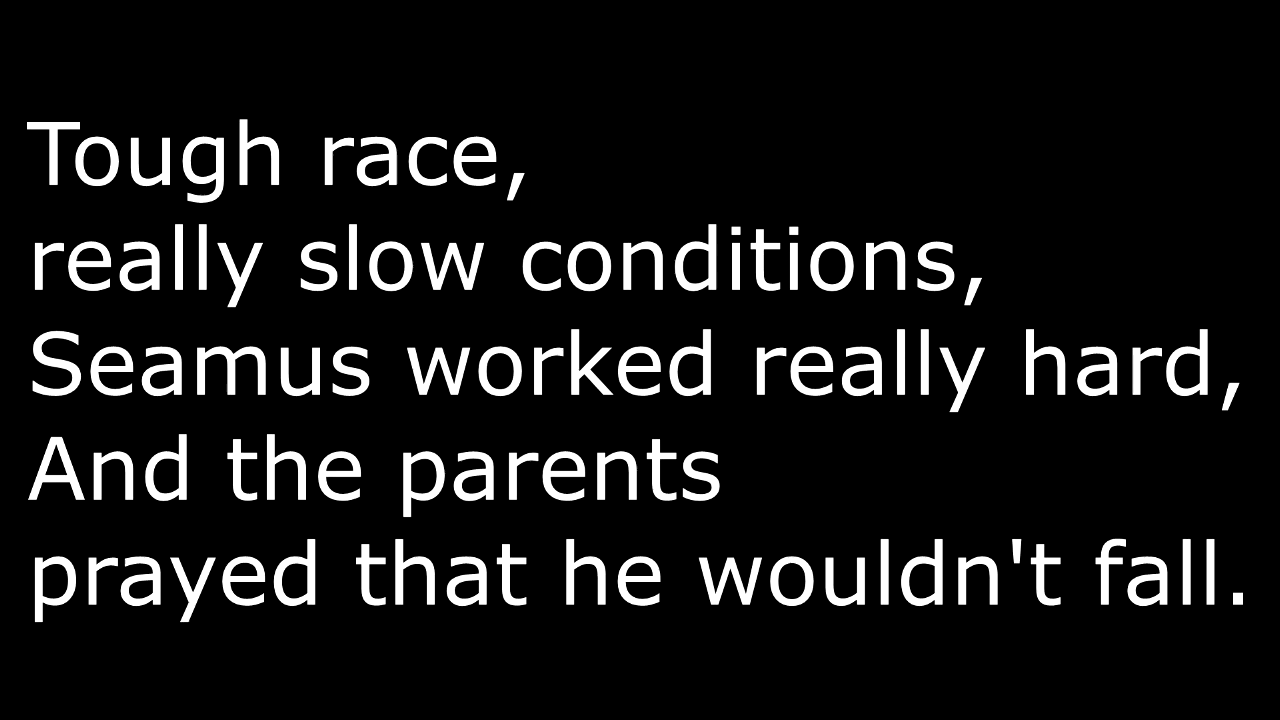 Tough race,
really slow conditions,
Seamus worked really hard,
And the parents
prayed that he wouldn't fall.